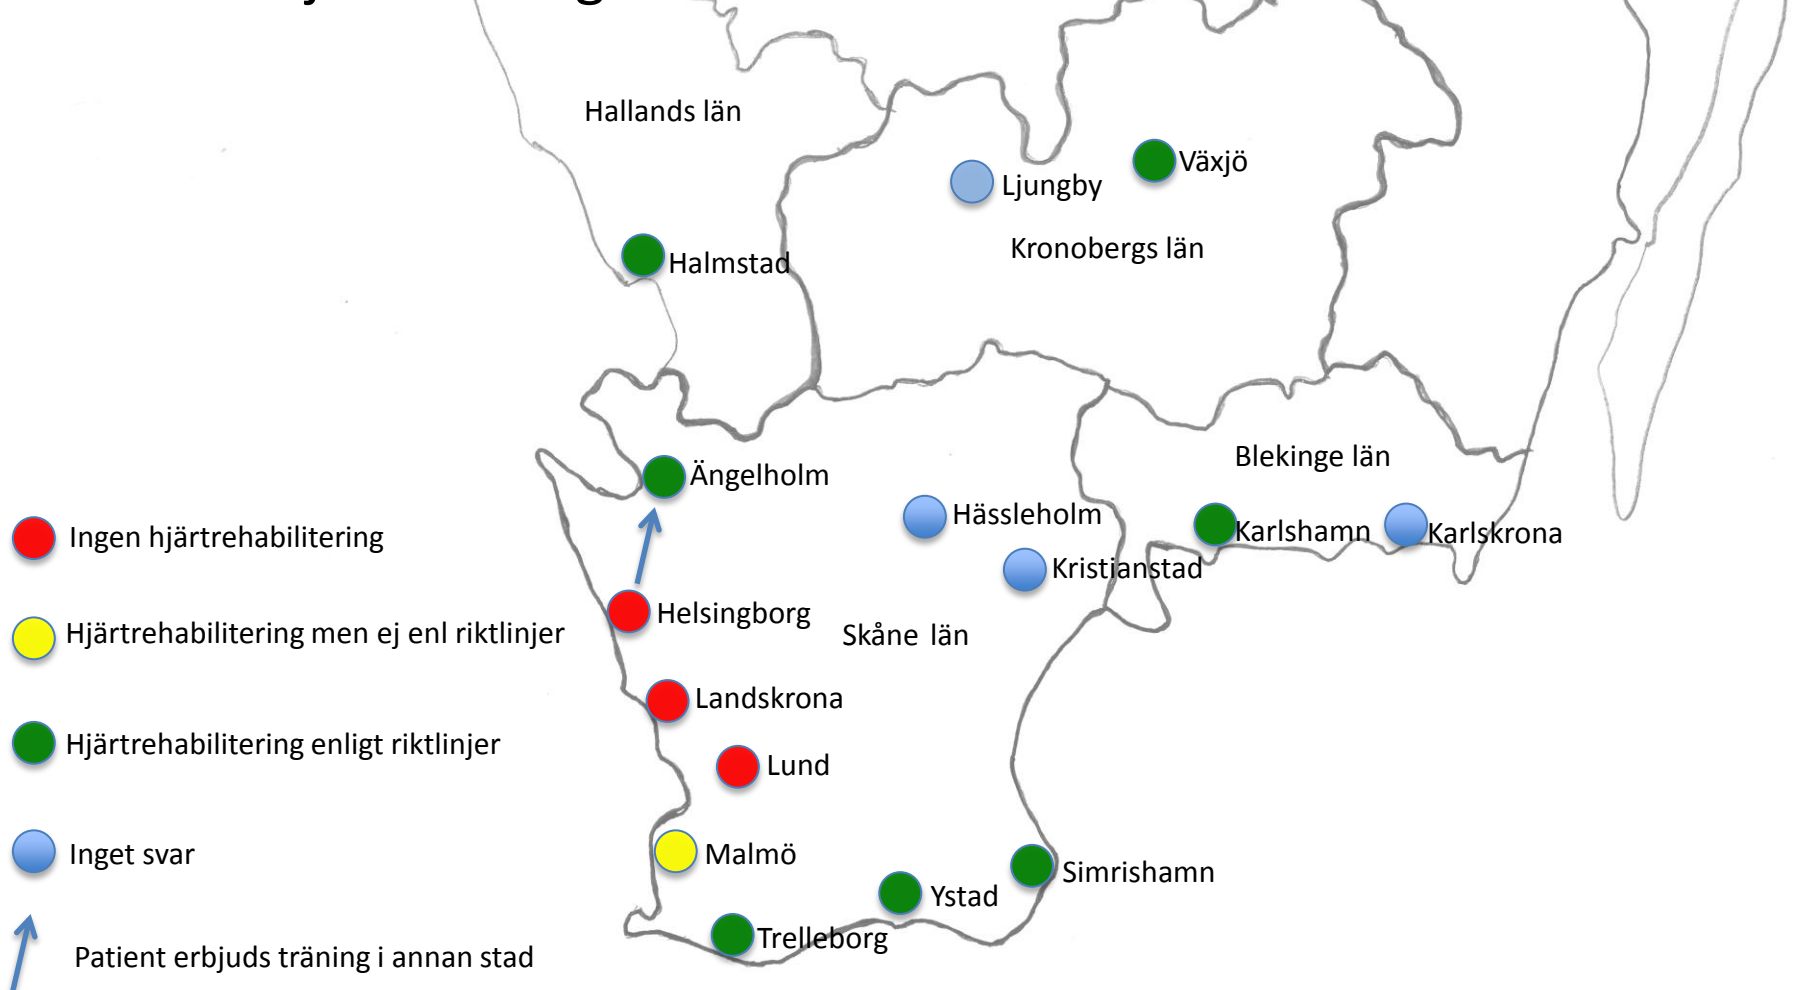 Hallands län
Växjö
Ljungby
Kronobergs län
Halmstad
Blekinge län
Ängelholm
Hässleholm
Karlshamn
Karlskrona
Ingen hjärtrehabilitering
Kristianstad
Helsingborg
Hjärtrehabilitering men ej enl riktlinjer
Skåne län
Landskrona
Hjärtrehabilitering enligt riktlinjer
Lund
Inget svar
Malmö
Simrishamn
Ystad
Trelleborg
Patient erbjuds träning i annan stad